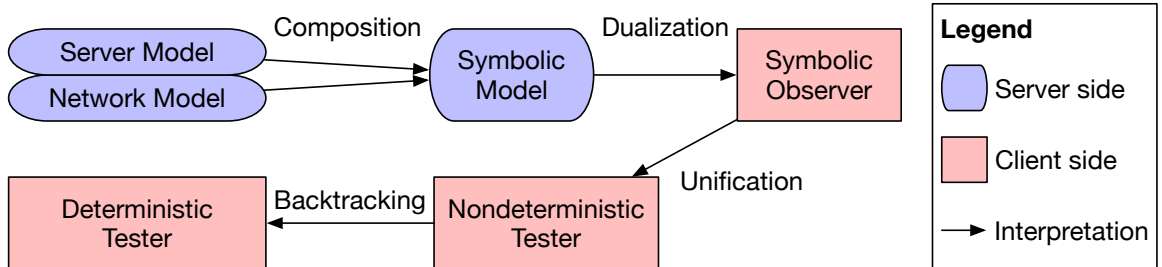 Composition
Dualization
Server Model
Network Model
Symbolic
Model
Symbolic
Observer
Unification
Backtracking
Deterministic
Tester
Nondeterministic
Tester
Legend
Server side
Client side
Interpretation